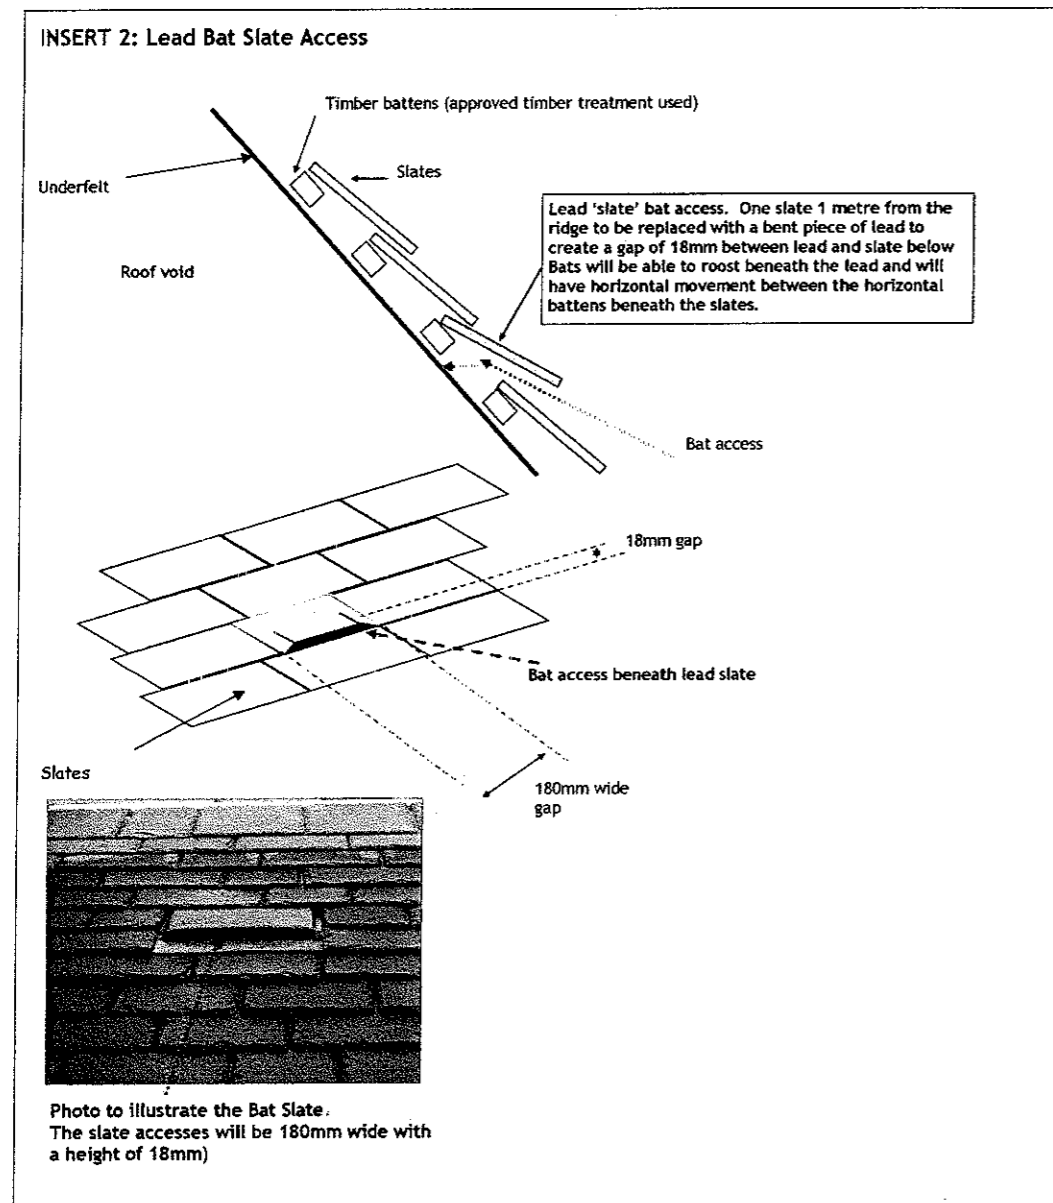 INSERT 2: Lead Bat Slate Access
Timber battens (approved timber treatment used)
Underfelt
Slates
Lead 'slate' bat access. One slate 1 metre from the
ridge to be replaced with a bent piece of lead to
create a gap of 18mm between lead and slate below
Bats will be able to roost beneath the lead and will
have horizontal movement between the horizontal
battens beneath the slates.
Roof void
Bat access
18mm gap
Bat access beneath lead slate
Slates
180mm wide
gap
Photo to illustrate the Bat Slate.
The slate accesses will be 180mm wide with
a height of 18mm)